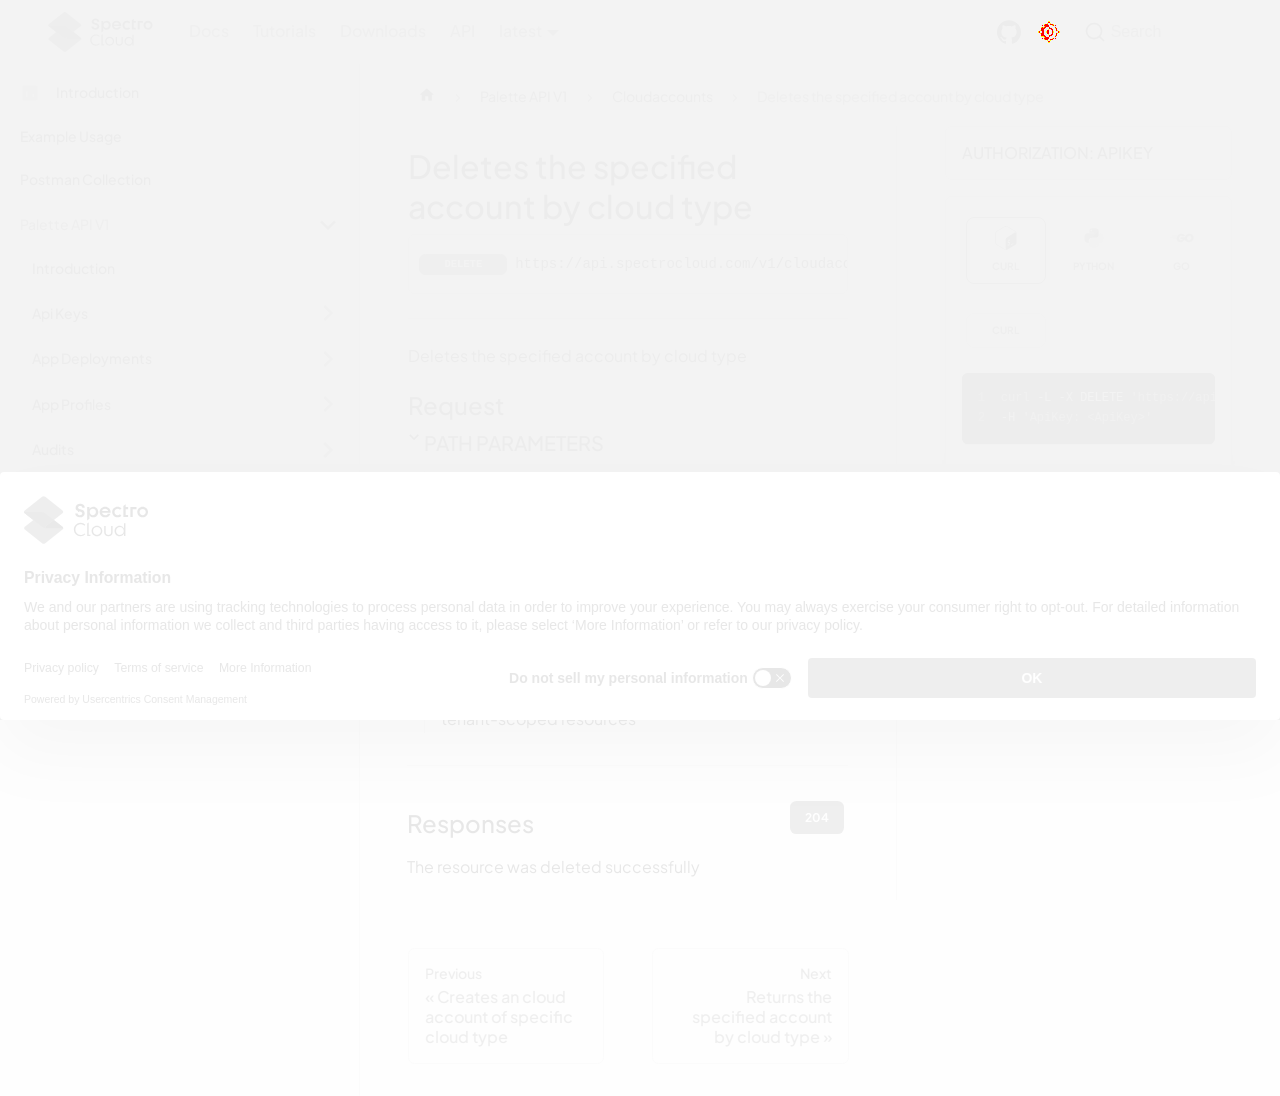 Spectro Cloud
Docs Tutorials Downloads API latest
Search
Introduction
Example Usage
Postman Collection
Palette API V1
Introduction
Api Keys
App Deployments
App Profiles
Audits
Palette API V1
Cloudaccounts
Deletes the specified account by cloud type
Deletes the specified
account by cloud type
DELETE
https://api.spectrocloud.com/v1/cloudacc
Deletes the specified account by cloud type
Request
PATH PARAMETERS
AUTHORIZATION: APIKEY
CURL PYTHON GO
CURL
DELETE
Spectro
Cloud
Privacy Information
We and our partners are using tracking technologies to process personal data in order to improve your experience. You may always exercise your consumer right to opt-out. For detailed information
about personal information we collect and third parties having access to it, please select ‘More Information’ or refer to our privacy policy.
Privacy policy Terms of service More Information
Do not sell my personal information
OK
Powered by Usercentrics Consent Management
tenant-scoped resources
Responses
204
The resource was deleted successfully
Previous
« Creates an cloud
account of specific
cloud type
Next
Returns the
specified account
by cloud type »